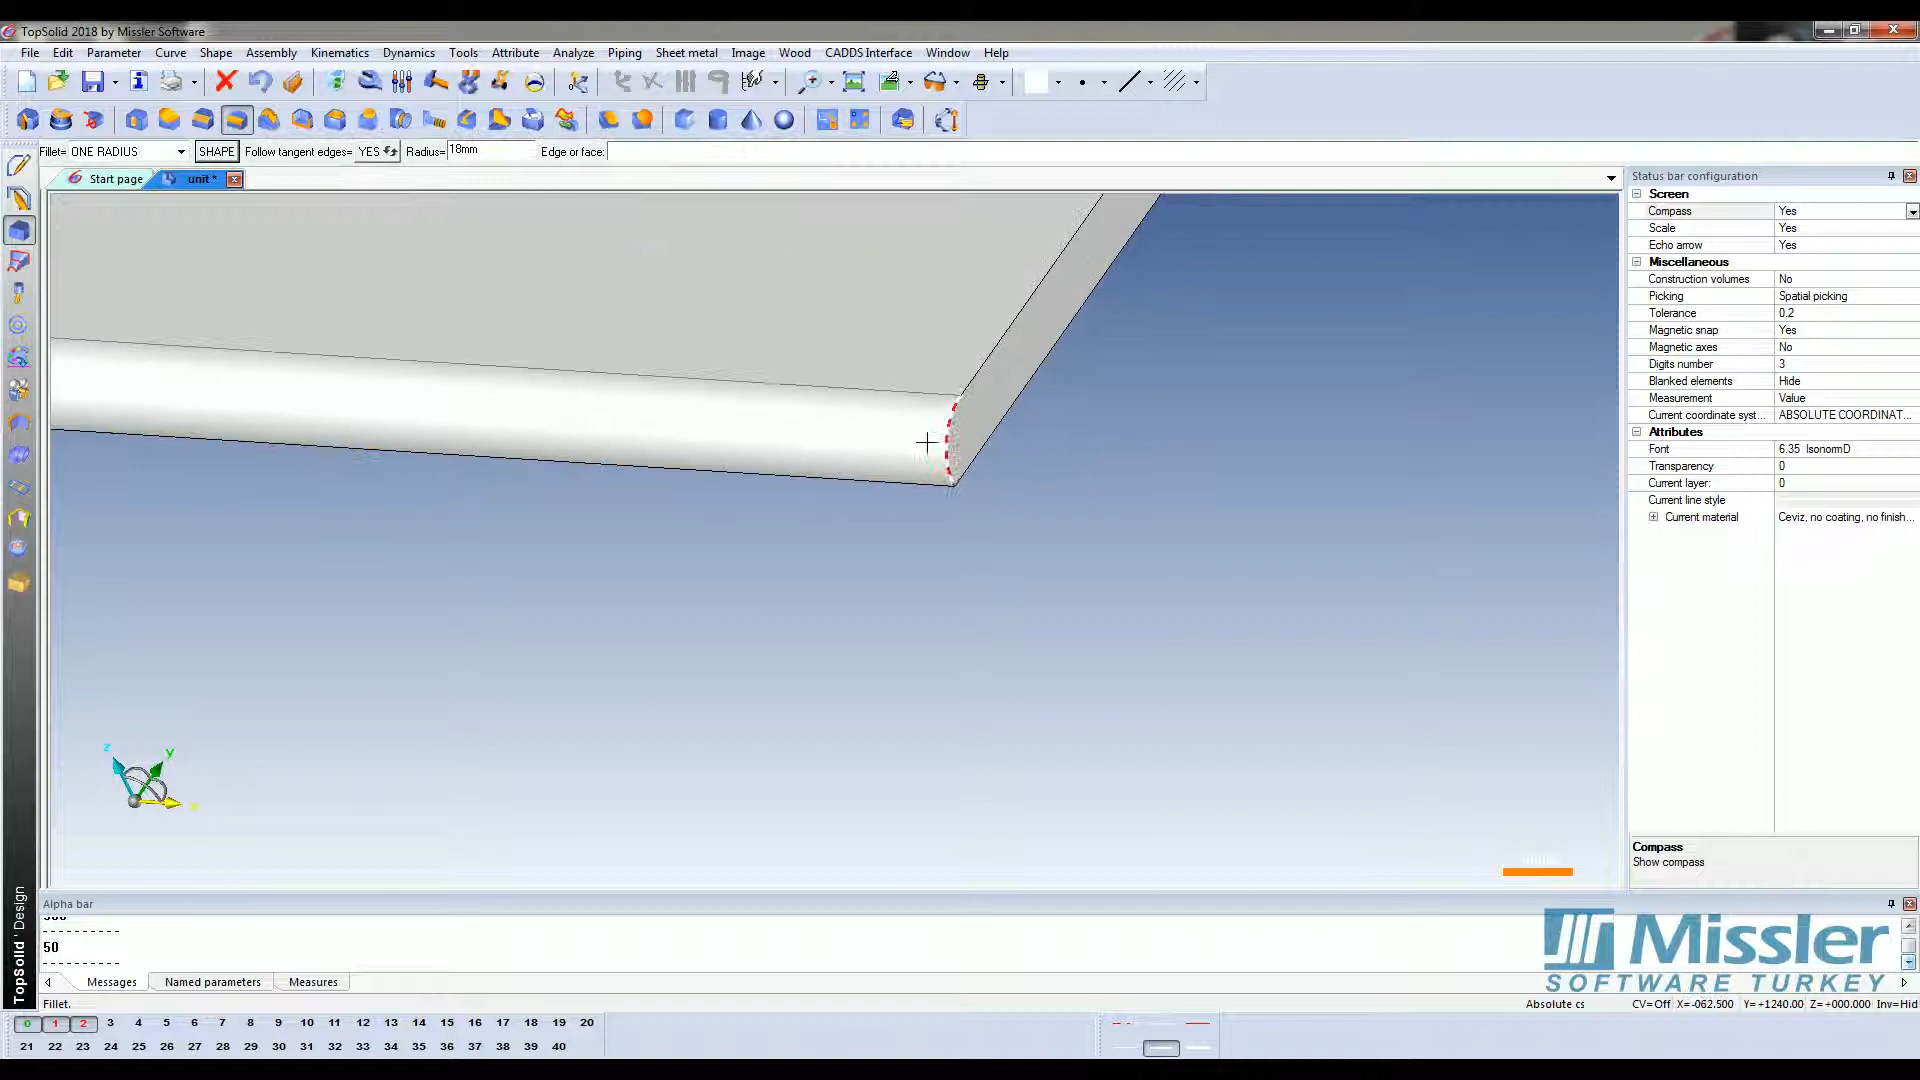 TopSolid 2018 by Missler Software
File Edit Parameter Curve Shape Assembly Kinematics Dynamics Tools Attribute Analyze Piping Sheet metal Image Wood CADDS Interface Window Help
Fillet= ONE RADIUS SHAPE Follow tangent edges= YES Radius= 18mm Edge or face:
Start page unit *
Status bar configuration
Screen
Compass Yes
Scale Yes
Echo arrow Yes
Miscellaneous
Construction volumes No
Picking Spatial picking
Tolerance 0.2
Magnetic snap Yes
Magnetic axes No
Digits number 3
Blanked elements Hide
Measurement Value
Current coordinate syst... ABSOLUTE COORDINAT...
Attributes
Font 6.35 IsonormD
Transparency 0
Current layer: 0
Current line style
Current material Ceviz, no coating, no finish...
z y x
Compass
Show compass
TopSolid'Design
Alpha bar
----------
50
----------
Messages Named parameters Measures
Missler
SOFTWARE TURKEY
Fillet.
Absolute cs CV=Off X=-062.500 Y=+1240.00 Z=+000.000 Inv=Hid
0 1 2 3 4 5 6 7 8 9 10 11 12 13 14 15 16 17 18 19 20
21 22 23 24 25 26 27 28 29 30 31 32 33 34 35 36 37 38 39 40